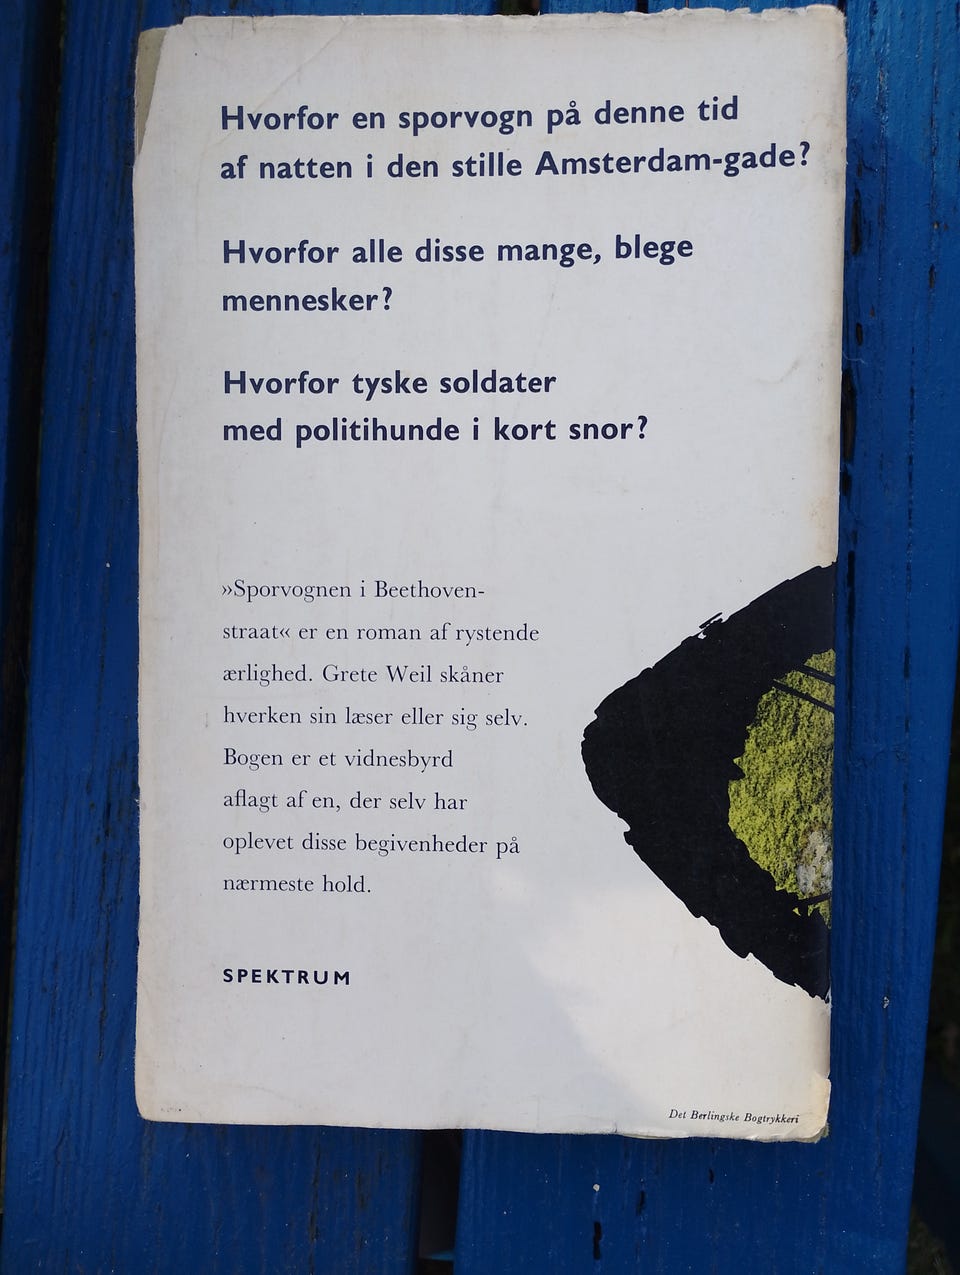 Hvorfor en sporvogn på denne tid
af natten i den stille Amsterdam-gade?
Hvorfor alle disse mange, blege
mennesker?
Hvorfor tyske soldater
med politihunde i kort snor?
»Sporvognen i Beethoven-
straat« er en roman af rystende
ærlighed. Grete Weil skåner
hverken sin læser eller sig selv.
Bogen er et vidnesbyrd
aflagt af en, der selv har
oplevet disse begivenheder på
nærmeste hold.
SPEKTRUM
Det Berlingske Bogtrykkeri